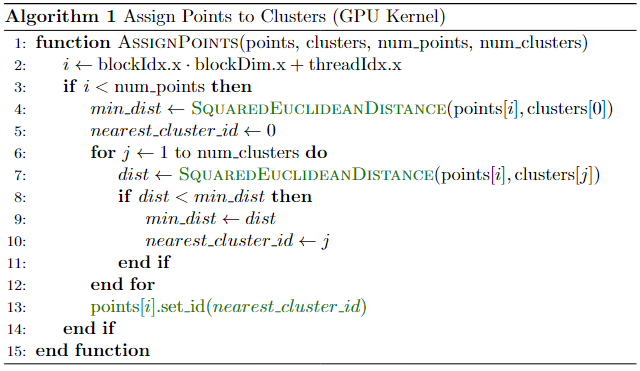 Algorithm 1 Assign Points to Clusters (GPU Kernel)
1: function ASSIGNPOINTS(points, clusters, num_points, num_clusters)
2: i ← blockIdx.x · blockDim.x + threadIdx.x
3: if i < num_points then
4: min_dist ← SQUAREDEUCLIDEANDISTANCE(points[i], clusters[0])
5: nearest_cluster_id ← 0
6: for j ← 1 to num_clusters do
7: dist ← SQUAREDEUCLIDEANDISTANCE(points[i], clusters[j])
8: if dist < min_dist then
9: min_dist ← dist
10: nearest_cluster_id ← j
11: end if
12: end for
13: points[i].set_id(nearest_cluster_id)
14: end if
15: end function